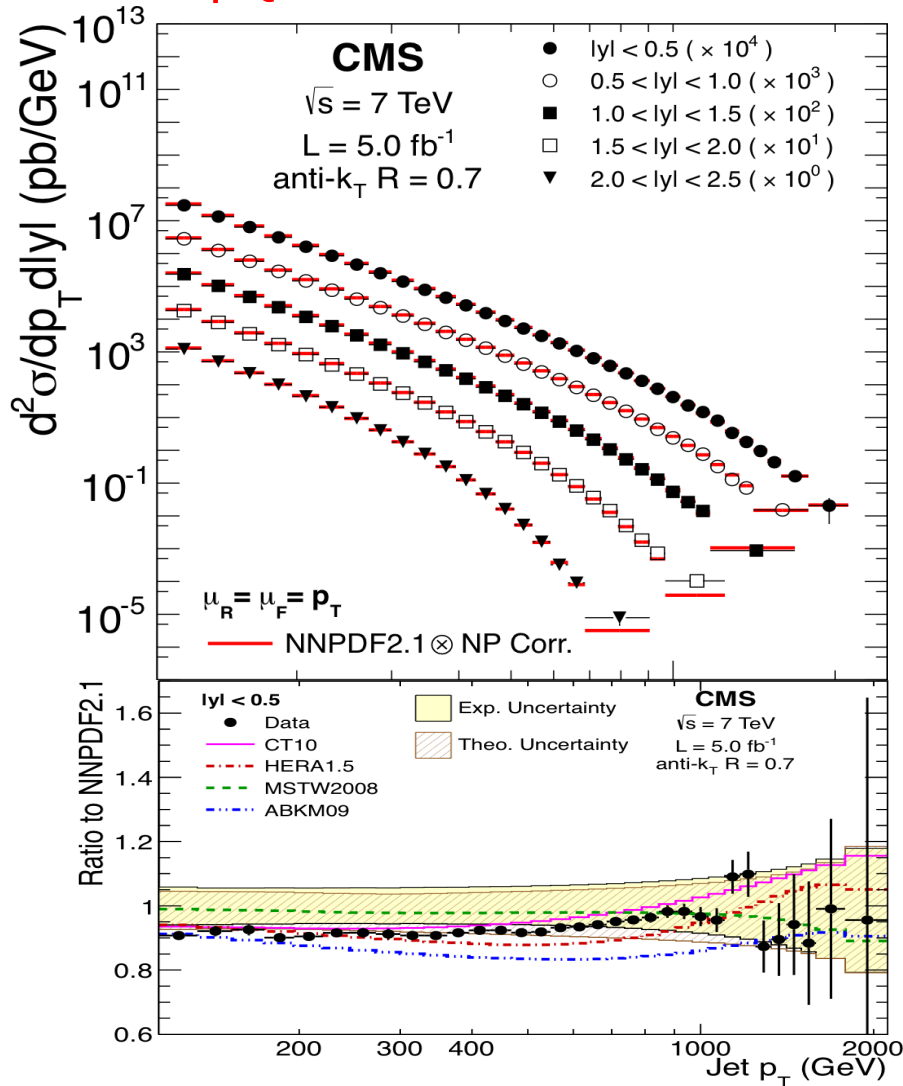 CMS
√s = 7 TeV
L = 5.0 fb⁻¹
anti-k_T R = 0.7
|y| < 0.5 ( × 10⁴)
0.5 < |y| < 1.0 ( × 10³)
1.0 < |y| < 1.5 ( × 10²)
1.5 < |y| < 2.0 ( × 10¹)
2.0 < |y| < 2.5 ( × 10⁰)
d²σ/dp_T d|y| (pb/GeV)
10¹³
10¹¹
10⁷
10³
10⁻¹
10⁻⁵
μ_R = μ_F = p_T
NNPDF2.1 ⊗ NP Corr.
|y| < 0.5
Data
CT10
HERA1.5
MSTW2008
ABKM09
Exp. Uncertainty
Theo. Uncertainty
CMS
√s = 7 TeV
L = 5.0 fb⁻¹
anti-k_T R = 0.7
Ratio to NNPDF2.1
1.6
1.4
1.2
1
0.8
0.6
200 300 400 1000 2000
Jet p_T (GeV)